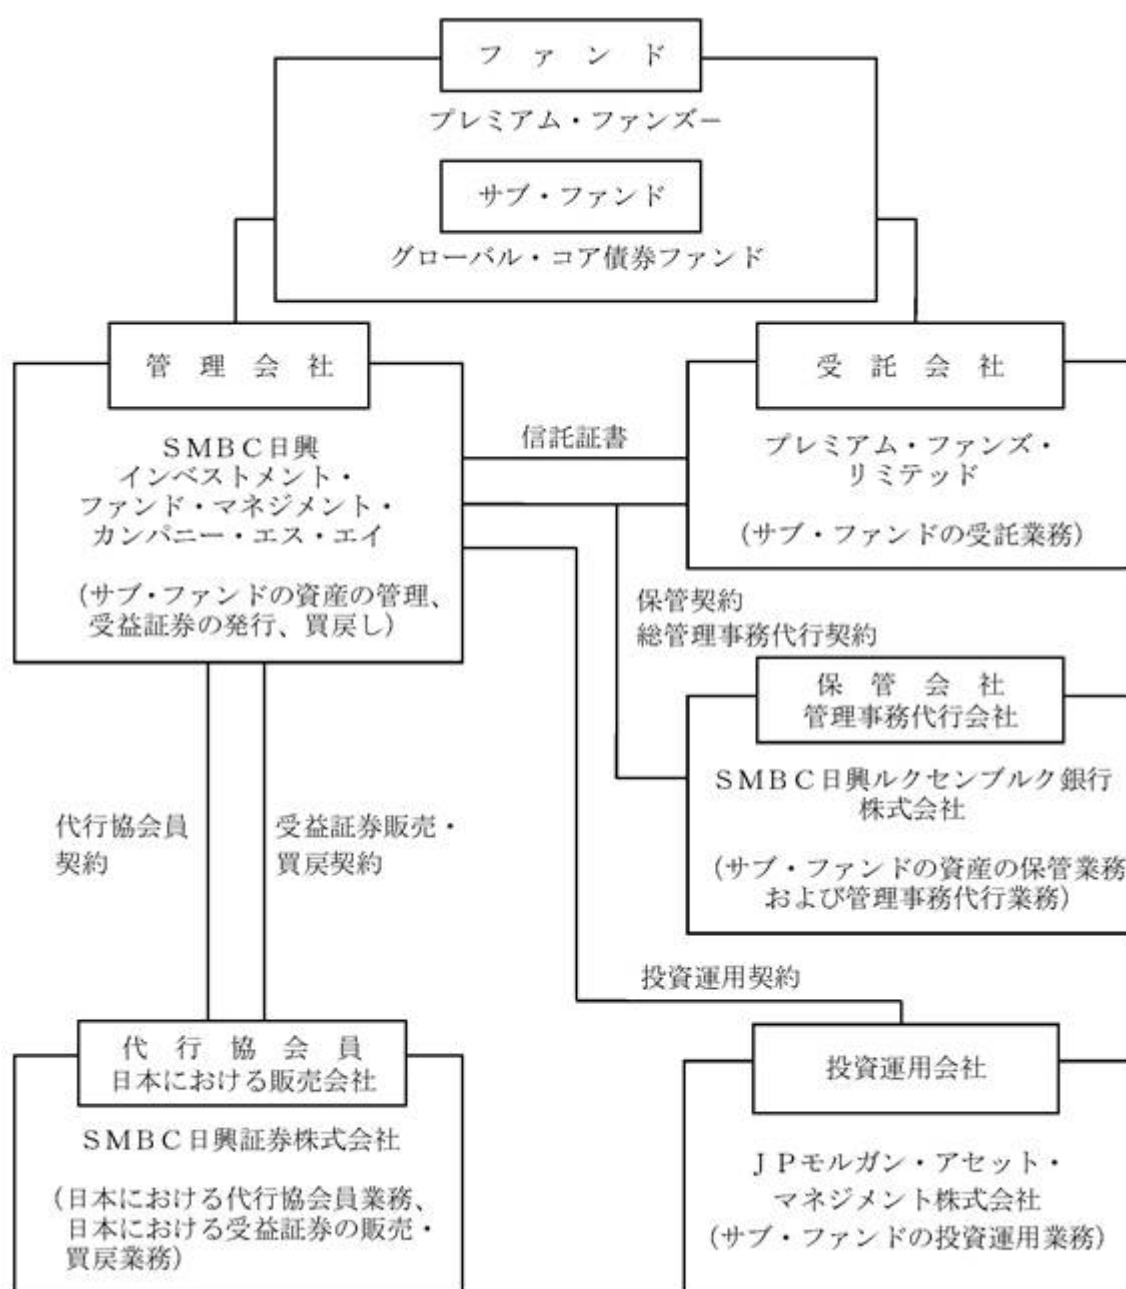 ファンド
プレミアム・ファンズー
サブ・ファンド
グローバル・コア債券ファンド
管理会社
SMBC日興
インベストメント・
ファンド・マネジメント・
カンパニー・エス・エイ
(サブ・ファンドの資産の管理、
受益証券の発行、買戻し)
信託証書
受託会社
プレミアム・ファンズ・
リミテッド
(サブ・ファンドの受託業務)
保管契約
総管理事務代行契約
保管会社
管理事務代行会社
SMBC日興ルクセンブルク銀行
株式会社
(サブ・ファンドの資産の保管業務
および管理事務代行業務)
代行協会員
契約
受益証券販売・
買戻契約
投資運用契約
代行協会員
日本における販売会社
SMBC日興証券株式会社
(日本における代行協会員業務、
日本における受益証券の販売・
買戻業務)
投資運用会社
JPモルガン・アセット・
マネジメント株式会社
(サブ・ファンドの投資運用業務)